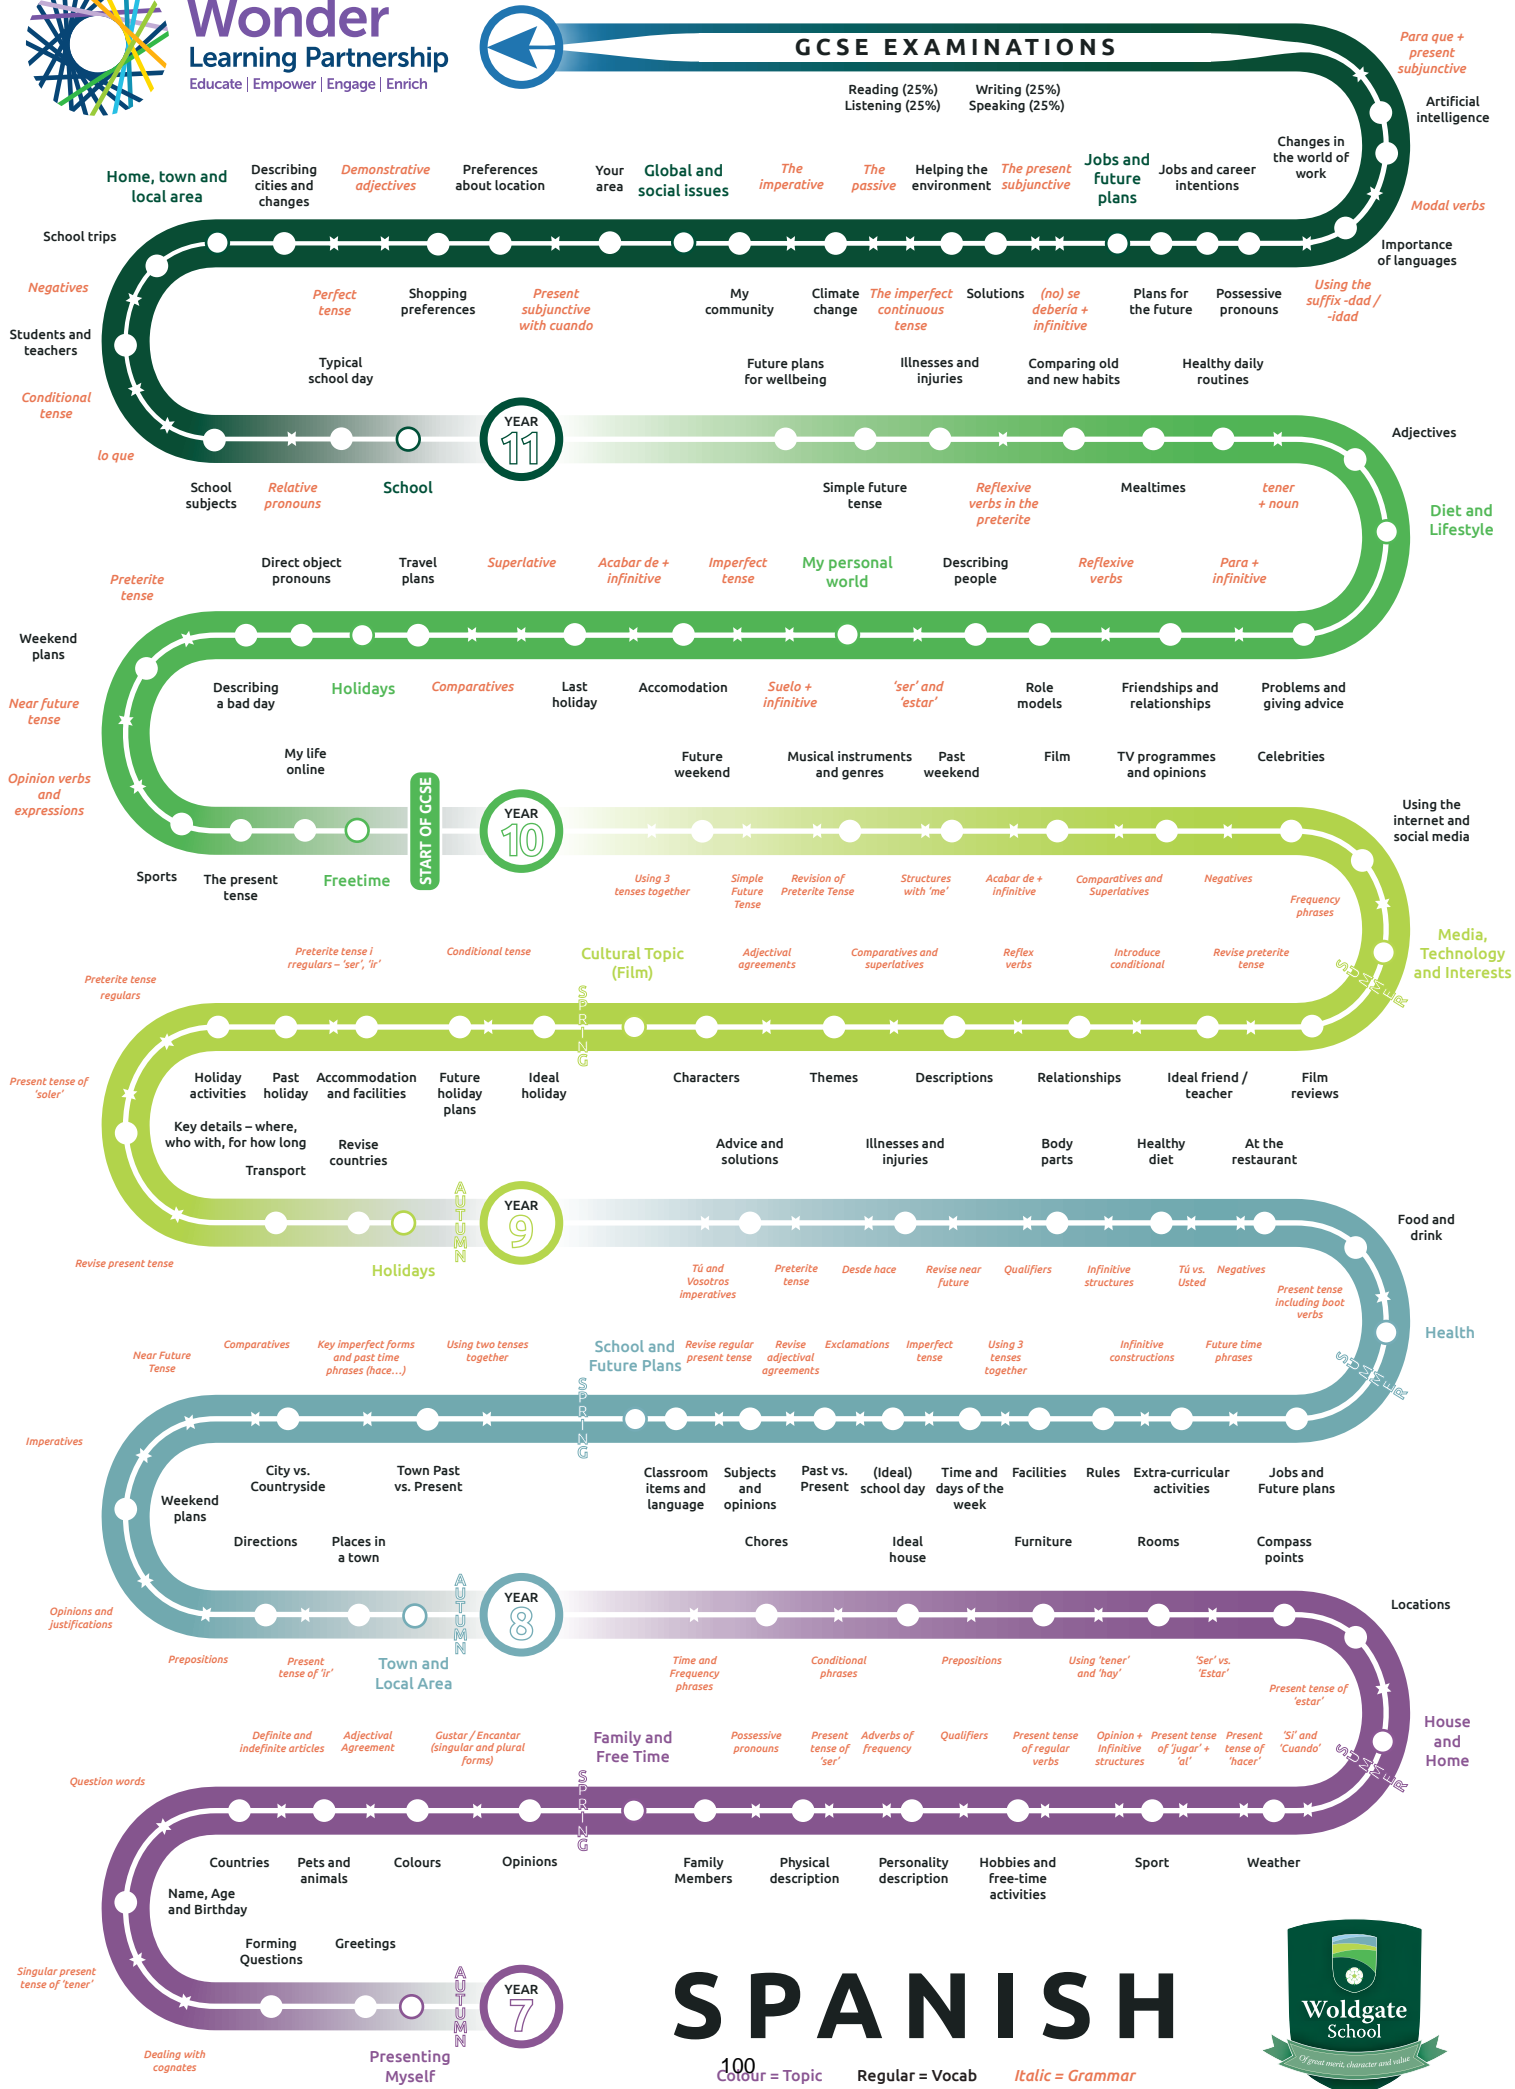 Wonder
Learning Partnership
Educate | Empower | Engage | Enrich
GCSE EXAMINATIONS
Reading (25%)
Listening (25%)
Writing (25%)
Speaking (25%)
Para que +
present
subjunctive
Artificial
intelligence
Changes in
the world of
work
Modal verbs
Importance
of languages
Using the
suffix -dad /
-idad
Home, town and
local area
Describing
cities and
changes
Demonstrative
adjectives
Preferences
about location
Your
area
Global and
social issues
The
imperative
The
passive
Helping the
environment
The present
subjunctive
Jobs and
future
plans
Jobs and career
intentions
School trips
Negatives
Students and
teachers
Conditional
tense
lo que
Perfect
tense
Shopping
preferences
Present
subjunctive
with cuando
My
community
Climate
change
The imperfect
continuous
tense
Solutions
(no) se
debería +
infinitive
Plans for
the future
Possessive
pronouns
Typical
school day
Future plans
for wellbeing
Illnesses and
injuries
Comparing old
and new habits
Healthy daily
routines
YEAR
11
Adjectives
School
subjects
Relative
pronouns
School
Simple future
tense
Reflexive
verbs in the
preterite
Mealtimes
tener
+ noun
Diet and
Lifestyle
Preterite
tense
Direct object
pronouns
Travel
plans
Superlative
Acabar de +
infinitive
Imperfect
tense
My personal
world
Describing
people
Reflexive
verbs
Para +
infinitive
Weekend
plans
Near future
tense
Opinion verbs
and
expressions
Describing
a bad day
Holidays
Comparatives
Last
holiday
Accomodation
Suelo +
infinitive
‘ser’ and
‘estar’
Role
models
Friendships and
relationships
Problems and
giving advice
My life
online
START OF GCSE
YEAR
10
Future
weekend
Musical instruments
and genres
Past
weekend
Film
TV programmes
and opinions
Celebrities
Using the
internet and
social media
Sports
The present
tense
Freetime
Using 3
tenses together
Simple
Future
Tense
Revision of
Preterite Tense
Structures
with ‘me’
Acabar de +
infinitive
Comparatives and
Superlatives
Negatives
Frequency
phrases
Media,
Technology
and Interests
SUMMER
Preterite tense
regulars
Preterite tense i
rregulars – ‘ser’, ‘ir’
Conditional tense
Cultural Topic
(Film)
SPRING
Adjectival
agreements
Comparatives and
superlatives
Reflex
verbs
Introduce
conditional
Revise preterite
tense
Present tense of
‘soler’
Holiday
activities
Past
holiday
Accommodation
and facilities
Future
holiday
plans
Ideal
holiday
Characters
Themes
Descriptions
Relationships
Ideal friend /
teacher
Film
reviews
Key details – where,
who with, for how long
Transport
Revise
countries
AUTUMN
YEAR
9
Advice and
solutions
Illnesses and
injuries
Body
parts
Healthy
diet
At the
restaurant
Food and
drink
Revise present tense
Holidays
Tú and
Vosotros
imperatives
Preterite
tense
Desde hace
Revise near
future
Qualifiers
Infinitive
structures
Tú vs.
Usted
Negatives
Present tense
including boot
verbs
Health
SUMMER
Near Future
Tense
Comparatives
Key imperfect forms
and past time
phrases (hace...)
Using two tenses
together
School and
Future Plans
SPRING
Revise regular
present tense
Revise
adjectival
agreements
Exclamations
Imperfect
tense
Using 3
tenses
together
Infinitive
constructions
Future time
phrases
Imperatives
Weekend
plans
City vs.
Countryside
Town Past
vs. Present
Classroom
items and
language
Subjects
and
opinions
Past vs.
Present
(Ideal)
school day
Time and
days of the
week
Facilities
Rules
Extra-curricular
activities
Jobs and
Future plans
Directions
Places in
a town
AUTUMN
YEAR
8
Chores
Ideal
house
Furniture
Rooms
Compass
points
Locations
Opinions and
justifications
Prepositions
Present
tense of ‘ir’
Town and
Local Area
Time and
Frequency
phrases
Conditional
phrases
Prepositions
Using ‘tener’
and ‘hay’
‘Ser’ vs.
‘Estar’
Present tense of
‘estar’
House
and
Home
SUMMER
Question words
Definite and
indefinite articles
Adjectival
Agreement
Gustar / Encantar
(singular and plural
forms)
Family and
Free Time
SPRING
Possessive
pronouns
Present
tense of
‘ser’
Adverbs of
frequency
Qualifiers
Present tense
of regular
verbs
Opinion +
Infinitive
structures
Present tense
of ‘jugar’ +
‘al’
Present
tense of
‘hacer’
‘Si’ and
‘Cuando’
Countries
Pets and
animals
Colours
Opinions
Family
Members
Physical
description
Personality
description
Hobbies and
free-time
activities
Sport
Weather
Name, Age
and Birthday
Forming
Questions
Greetings
AUTUMN
YEAR
7
Singular present
tense of ‘tener’
Dealing with
cognates
Presenting
Myself
SPANISH
100
Colour = Topic
Regular = Vocab
Italic = Grammar
Woldgate
School
Of great merit, character and value